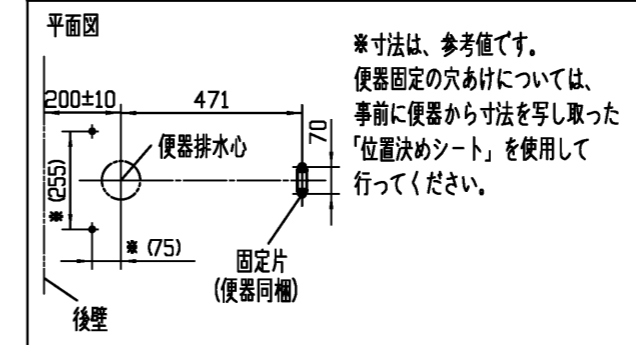 平面図
※寸法は、参考値です。
便器固定の穴あけについては、
事前に便器から寸法を写し取った
「位置決めシート」を使用して
行ってください。
200±10
471
70
便器排水心
※(255)
※(75)
固定片
(便器同梱)
後壁